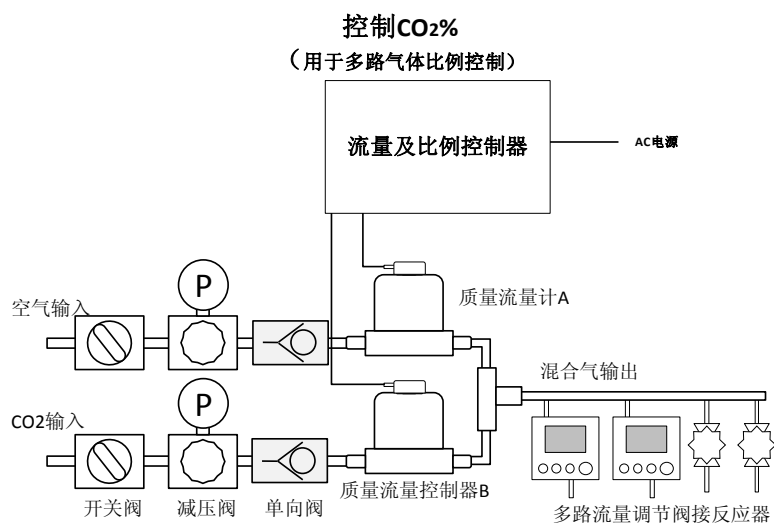 控制CO₂%
（用于多路气体比例控制）
流量及比例控制器
AC电源
P
质量流量计A
空气输入
混合气输出
P
CO2输入
质量流量控制器B
开关阀
减压阀
单向阀
多路流量调节阀接反应器